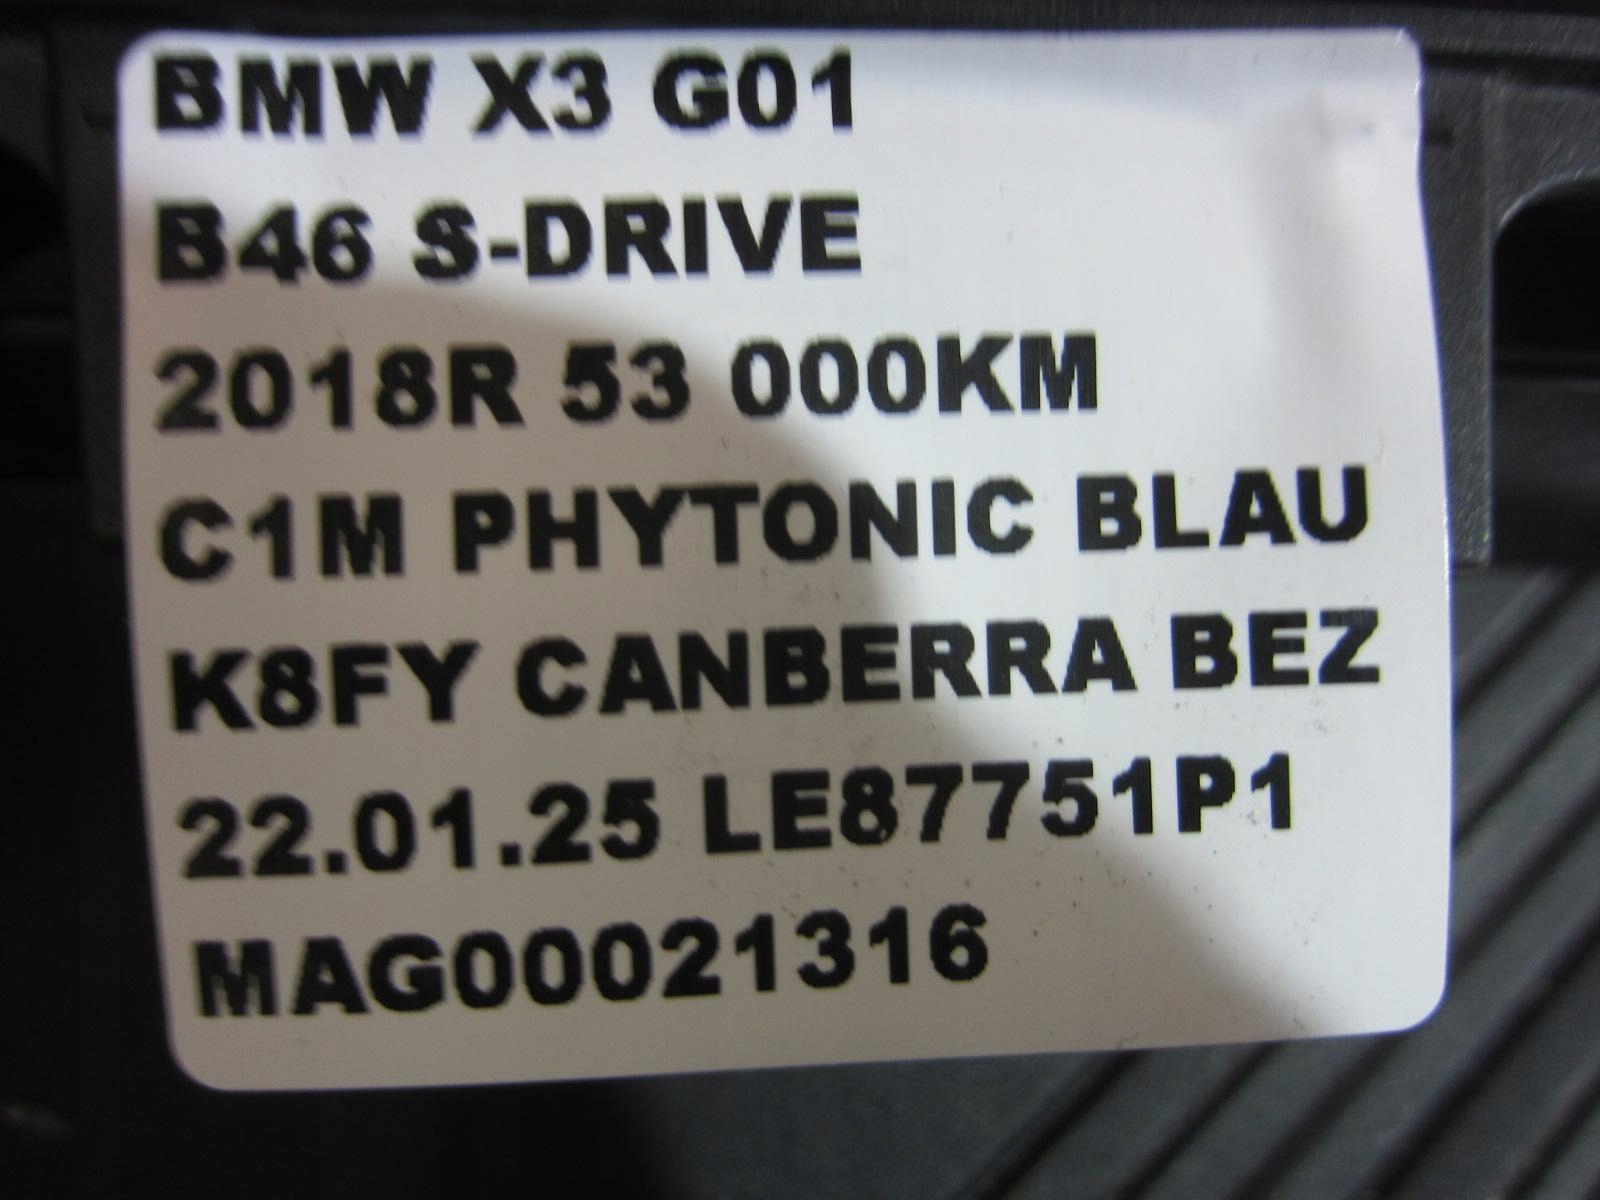 BMW X3 G01
B46 S-DRIVE
2018R 53 000KM
C1M PHYTONIC BLAU
K8FY CANBERRA BEZ
22.01.25 LE87751P1
MAG00021316